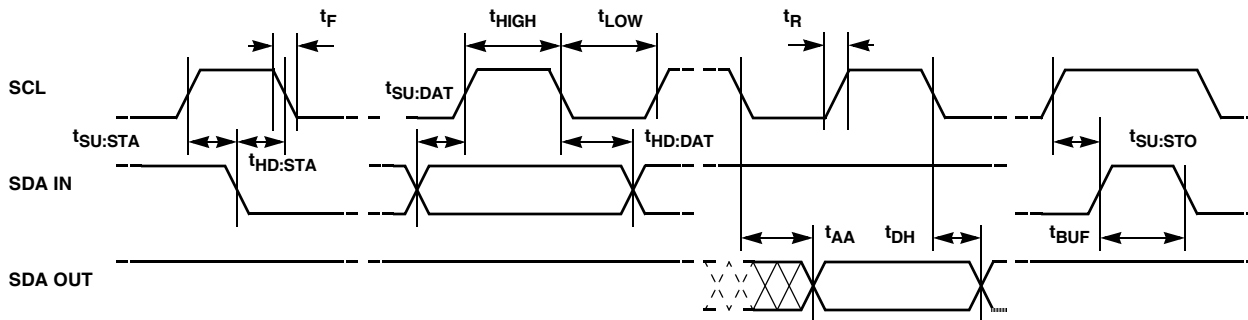 tF
tHIGH
tLOW
tR
SCL
tSU:DAT
tSU:STA
tHD:STA
tHD:DAT
tSU:STO
SDA IN
tAA
tDH
tBUF
SDA OUT